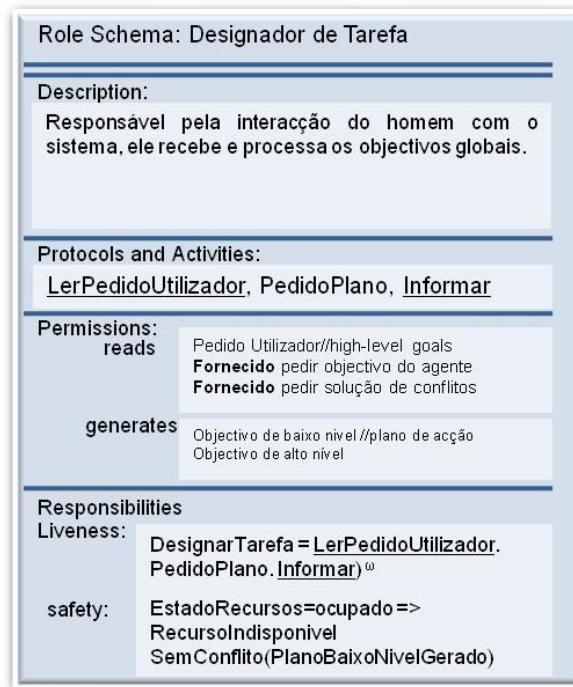 Role Schema: Designador de Tarefa
Description:
Responsável pela interacção do homem com o
sistema, ele recebe e processa os objectivos globais.
Protocols and Activities:
LerPedidoUtilizador, PedidoPlano, Informar
Permissions:
reads
Pedido Utilizador//high-level goals
Fornecido pedir objectivo do agente
Fornecido pedir solução de conflitos
generates
Objectivo de baixo nivel //plano de acção
Objectivo de alto nível
Responsibilities
Liveness:
DesignarTarefa = LerPedidoUtilizador.
PedidoPlano. Informar) ω
safety:
EstadoRecursos=ocupado =>
RecursoIndisponivel
SemConflito(PlanoBaixoNivelGerado)